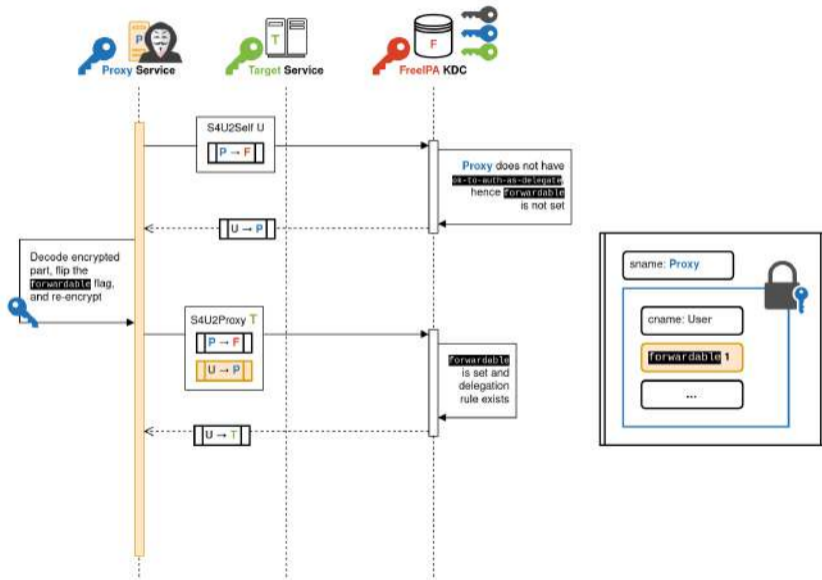 P
T
F
Proxy Service
Target Service
FreeIPA KDC
S4U2Self U
P → F
Proxy does not have
ok-to-auth-as-delegate,
hence forwardable
is not set
U → P
Decode encrypted
part, flip the
forwardable flag,
and re-encrypt
S4U2Proxy T
P → F
U → P
forwardable
is set and
delegation
rule exists
U → T
sname: Proxy
cname: User
forwardable 1
...